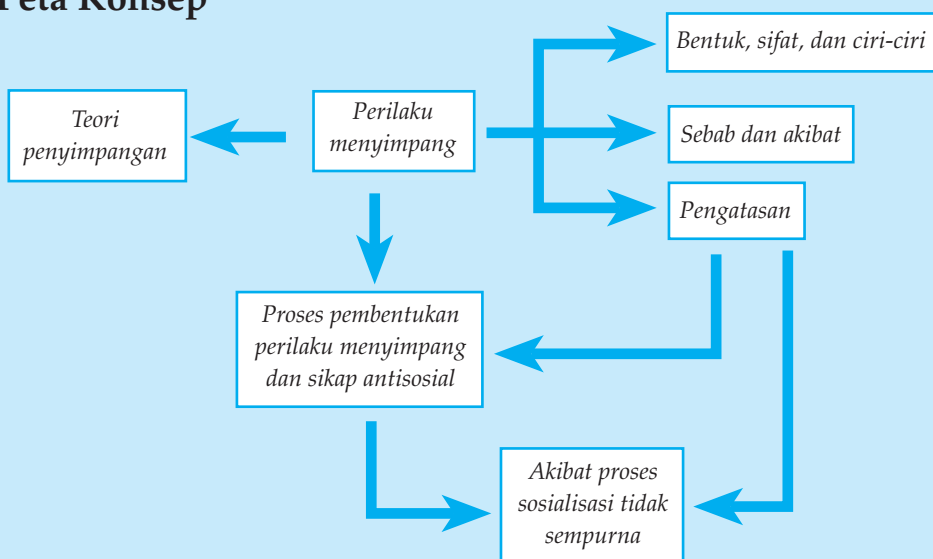 Peta Konsep
Bentuk, sifat, dan ciri-ciri
Teori
penyimpangan
Perilaku
menyimpang
Sebab dan akibat
Pengatasan
Proses pembentukan
perilaku menyimpang
dan sikap antisosial
Akibat proses
sosialisasi tidak
sempurna